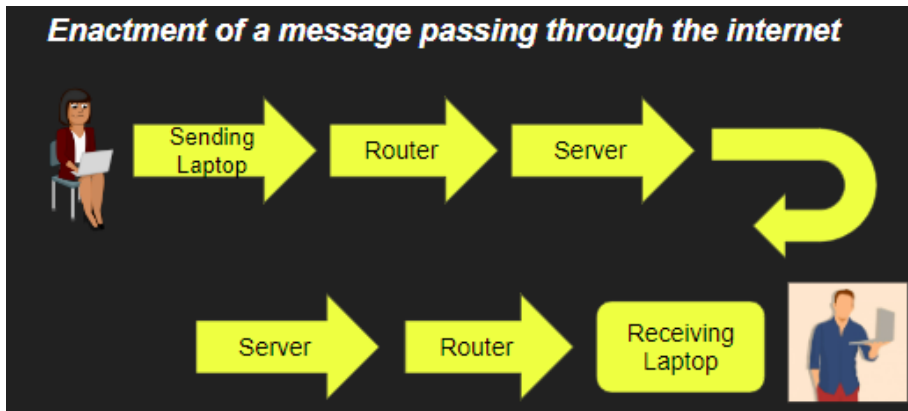 Enactment of a message passing through the internet
Sending
Laptop
Router
Server
Server
Router
Receiving
Laptop